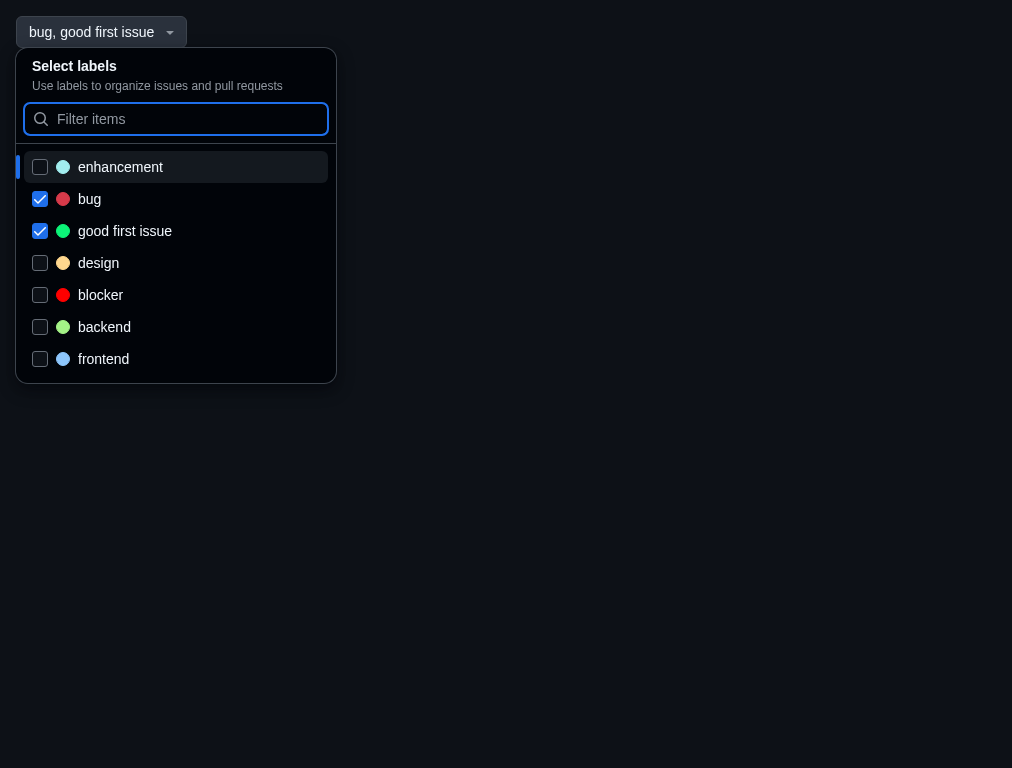 bug, good first issue
Select labels
Use labels to organize issues and pull requests
Filter items
enhancement
bug
good first issue
design
blocker
backend
frontend